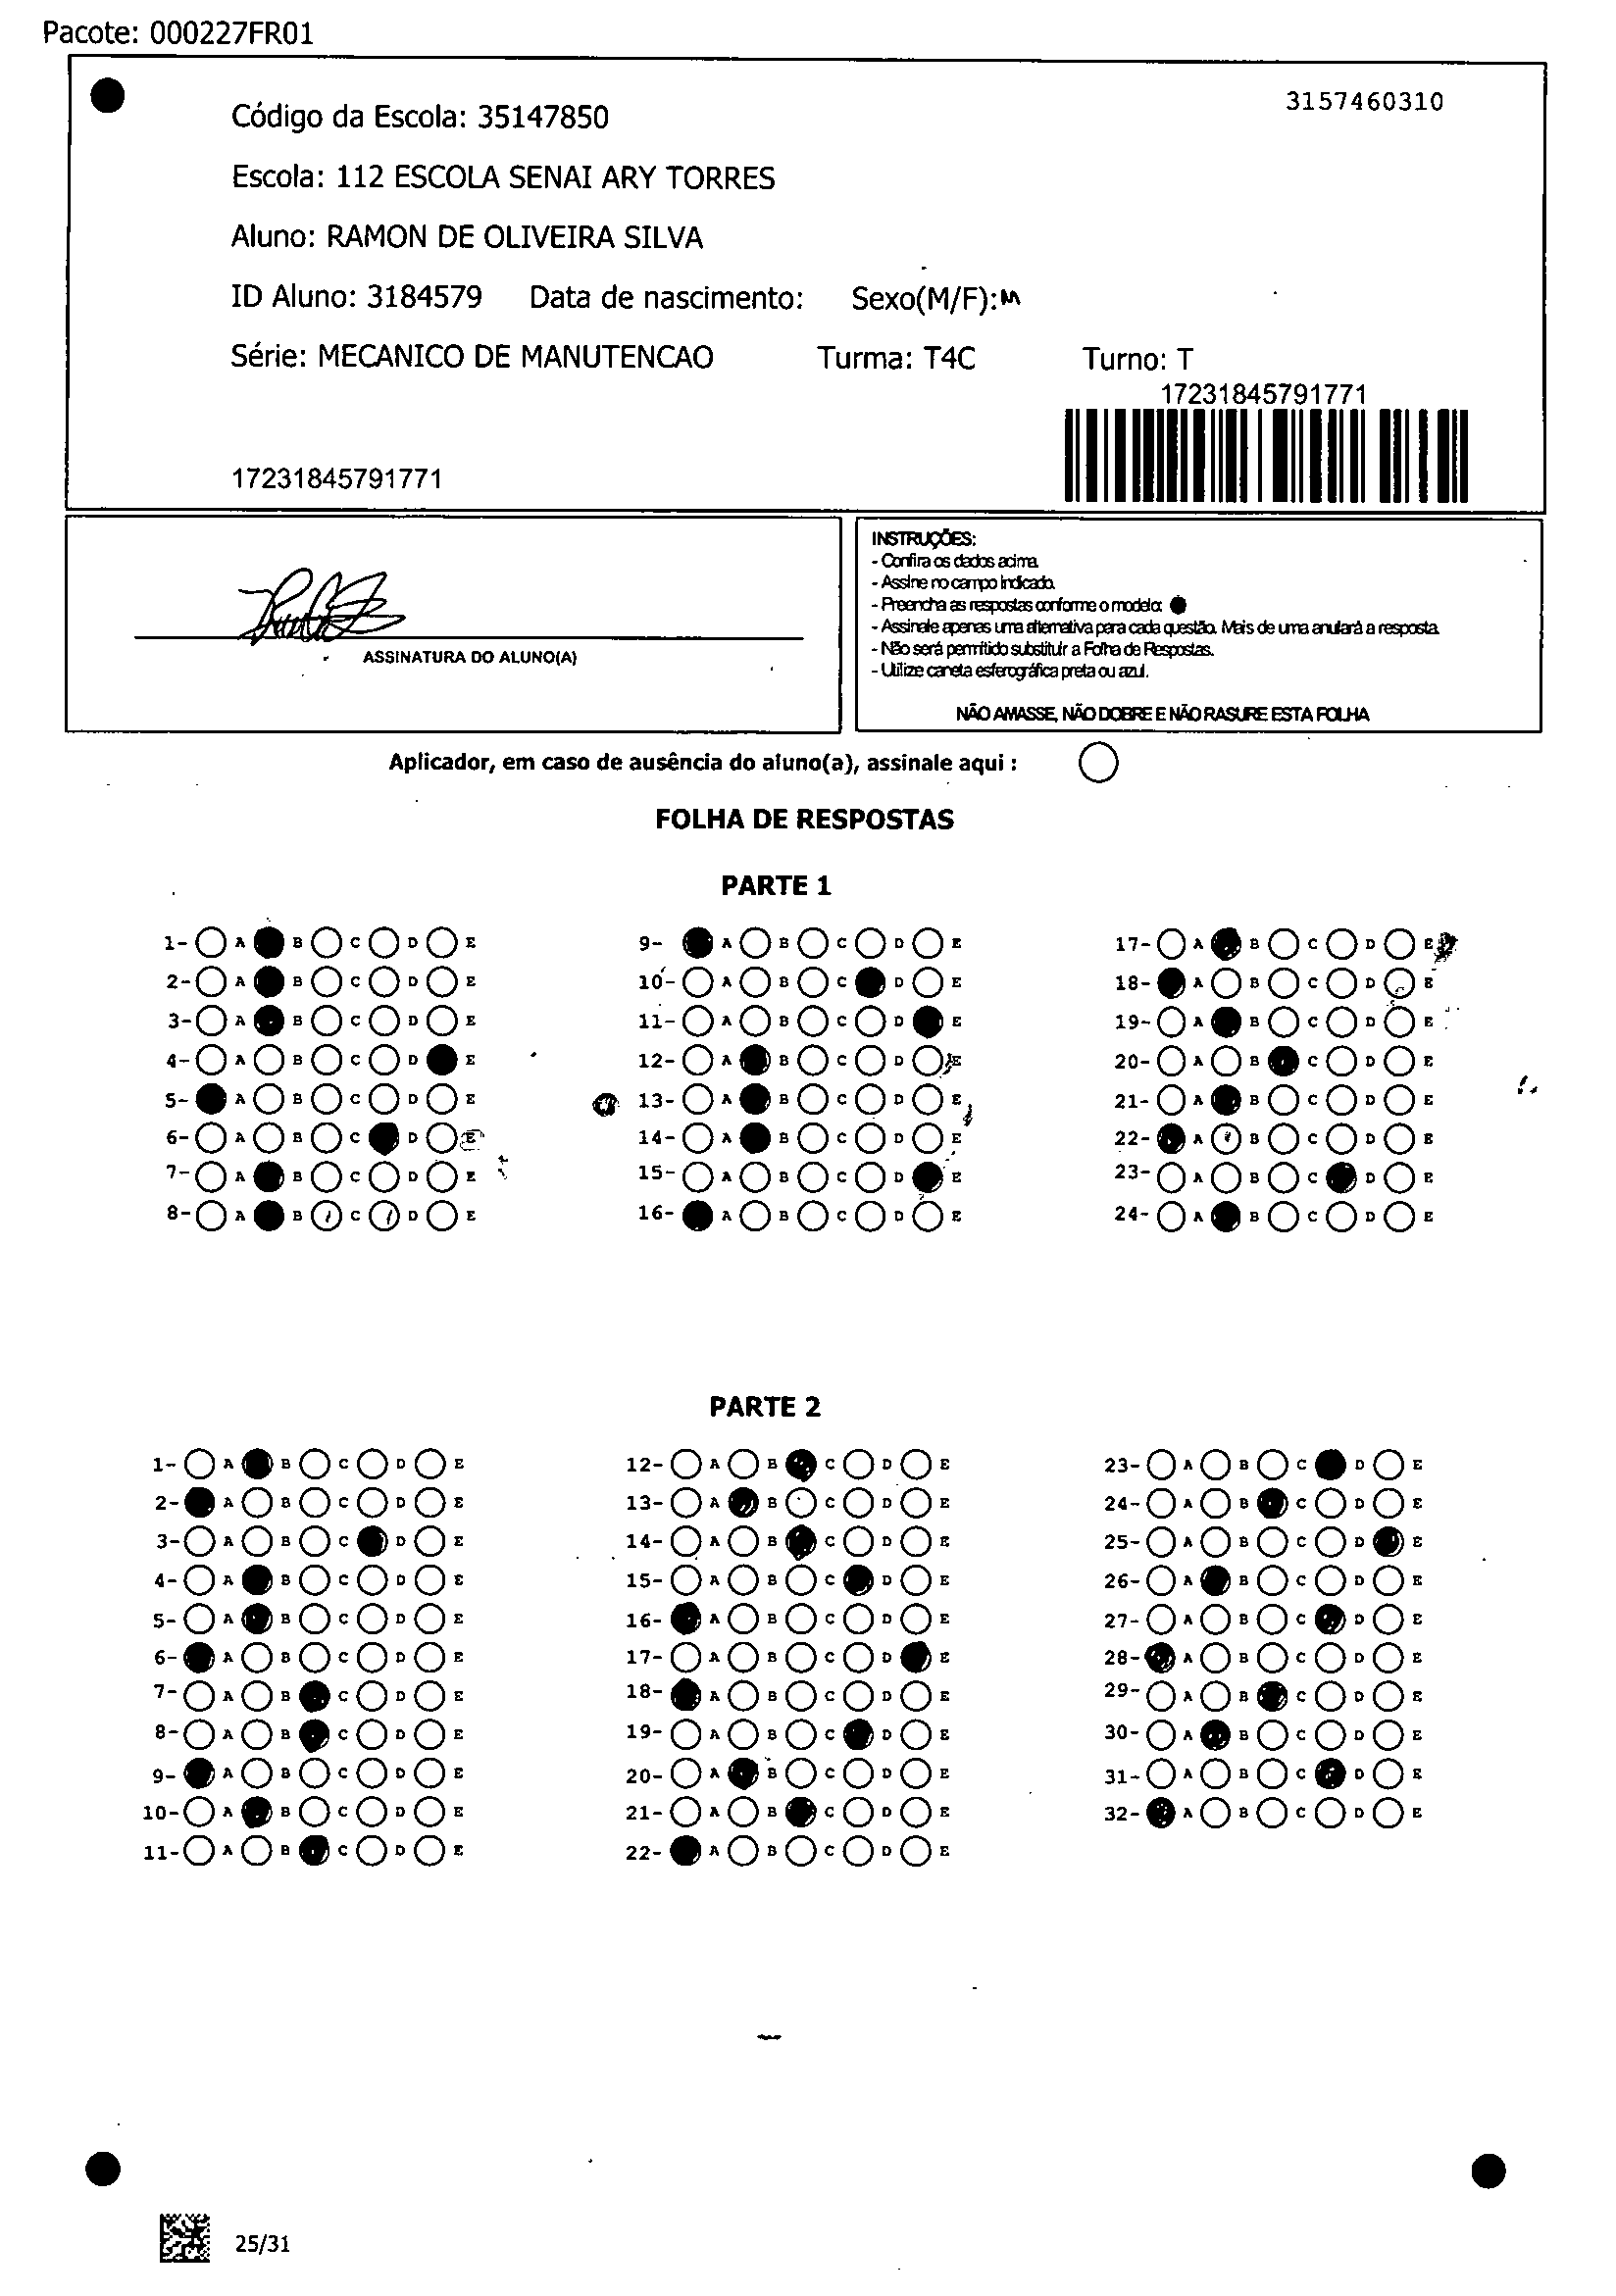 Pacote: 000227FR01
3157460310
Código da Escola: 35147850
Escola: 112 ESCOLA SENAI ARY TORRES
Aluno: RAMON DE OLIVEIRA SILVA
ID Aluno: 3184579 Data de nascimento: Sexo(M/F): M
Série: MECANICO DE MANUTENCAO Turma: T4C Turno: T
17231845791771
17231845791771
ASSINATURA DO ALUNO(A)
INSTRUÇÕES:
- Confira os dados acima.
- Assine no campo indicado.
- Preencha as respostas conforme o modelo:
- Assinale apenas uma alternativa para cada questão. Mais de uma anulará a resposta.
- Não será permitido substituir a Folha de Respostas.
- Utilize caneta esferográfica preta ou azul.
NÃO AMASSE, NÃO DOBRE E NÃO RASURE ESTA FOLHA
Aplicador, em caso de ausência do aluno(a), assinale aqui :
FOLHA DE RESPOSTAS
PARTE 1
1- A B C D E 9- A B C D E 17- A B C D E
2- A B C D E 10- A B C D E 18- A B C D E
3- A B C D E 11- A B C D E 19- A B C D E
4- A B C D E 12- A B C D E 20- A B C D E
5- A B C D E 13- A B C D E 21- A B C D E
6- A B C D E 14- A B C D E 22- A B C D E
7- A B C D E 15- A B C D E 23- A B C D E
8- A B C D E 16- A B C D E 24- A B C D E
PARTE 2
1- A B C D E 12- A B C D E 23- A B C D E
2- A B C D E 13- A B C D E 24- A B C D E
3- A B C D E 14- A B C D E 25- A B C D E
4- A B C D E 15- A B C D E 26- A B C D E
5- A B C D E 16- A B C D E 27- A B C D E
6- A B C D E 17- A B C D E 28- A B C D E
7- A B C D E 18- A B C D E 29- A B C D E
8- A B C D E 19- A B C D E 30- A B C D E
9- A B C D E 20- A B C D E 31- A B C D E
10- A B C D E 21- A B C D E 32- A B C D E
11- A B C D E 22- A B C D E
25/31